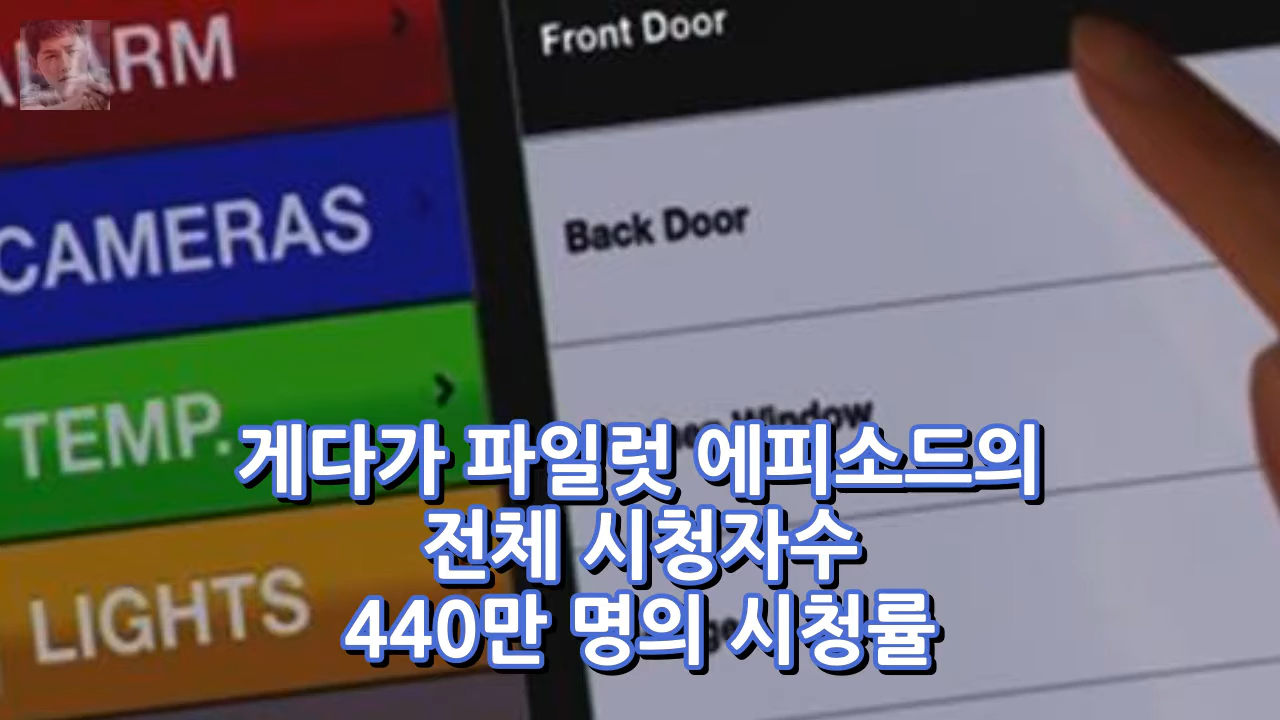 ALARM
CAMERAS
TEMP.
LIGHTS
Front Door
Back Door
Window
게다가 파일럿 에피소드의
전체 시청자수
440만 명의 시청률